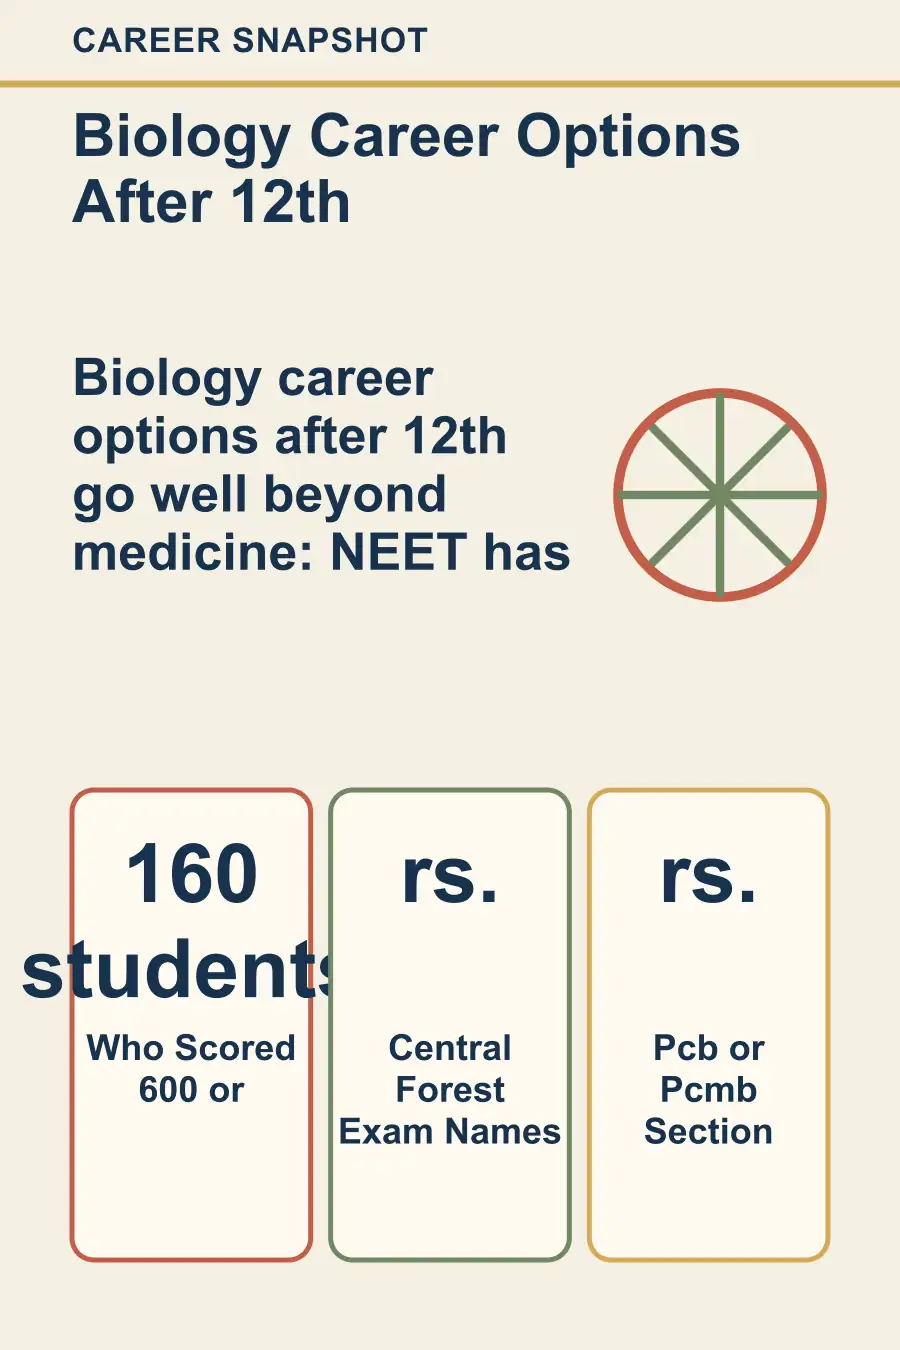 CAREER SNAPSHOT
Biology Career Options
After 12th
Biology career
options after 12th
go well beyond
medicine: NEET has
160
students
Who Scored
600 or
rs.
Central
Forest
Exam Names
rs.
Pcb or
Pcmb
Section